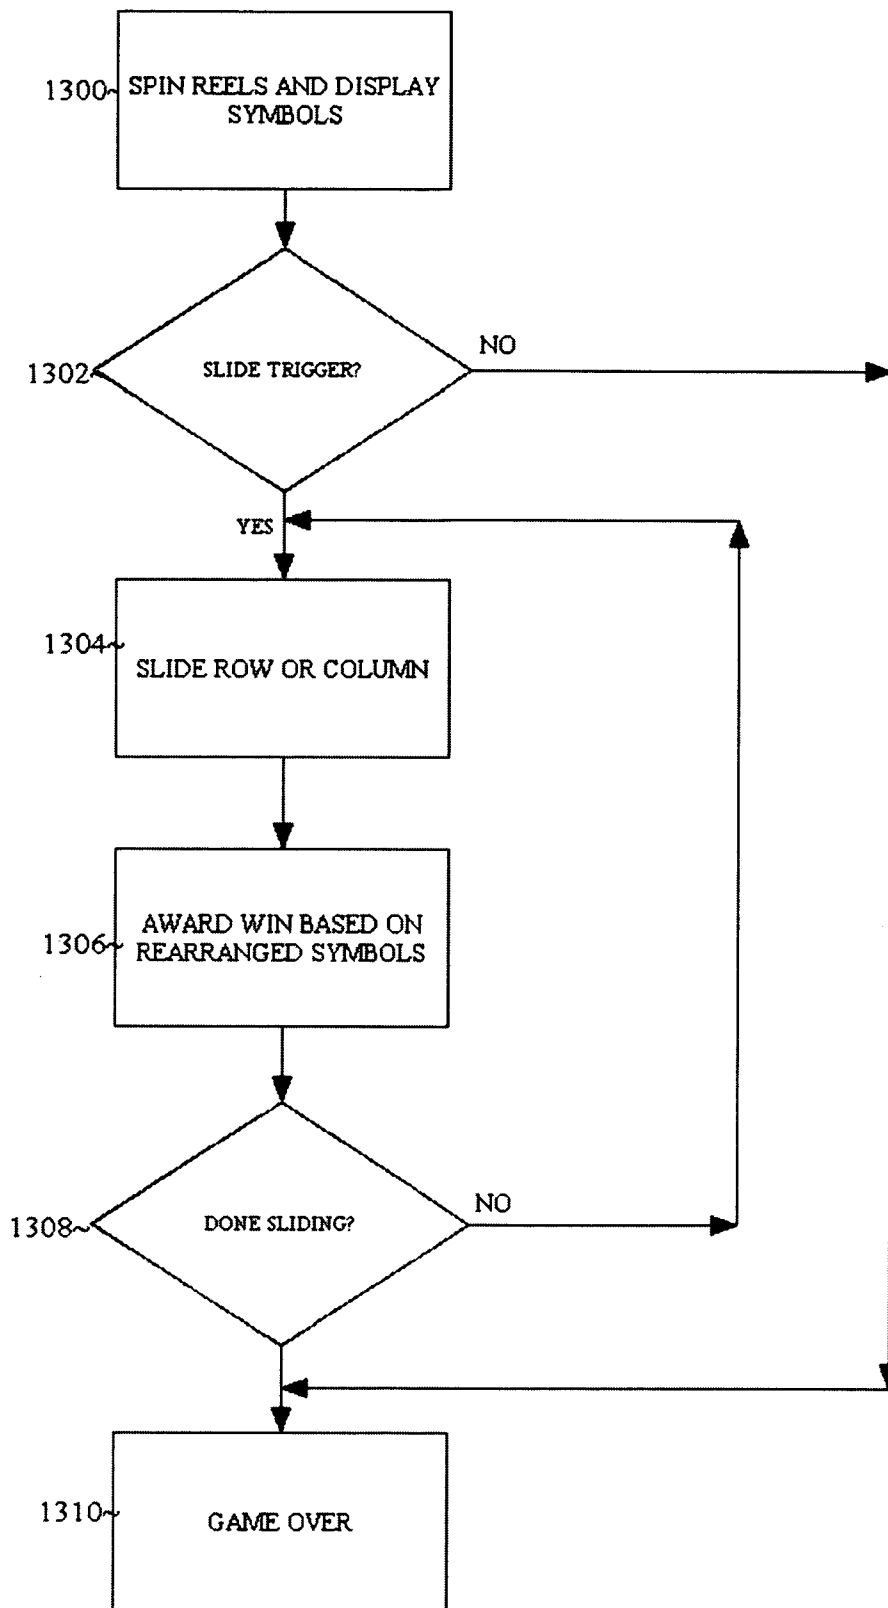 1300
SPIN REELS AND DISPLAY
SYMBOLS
NO
1302
SLIDE TRIGGER?
YES
1304
SLIDE ROW OR COLUMN
1306
AWARD WIN BASED ON
REARRANGED SYMBOLS
NO
1308
DONE SLIDING?
1310
GAME OVER